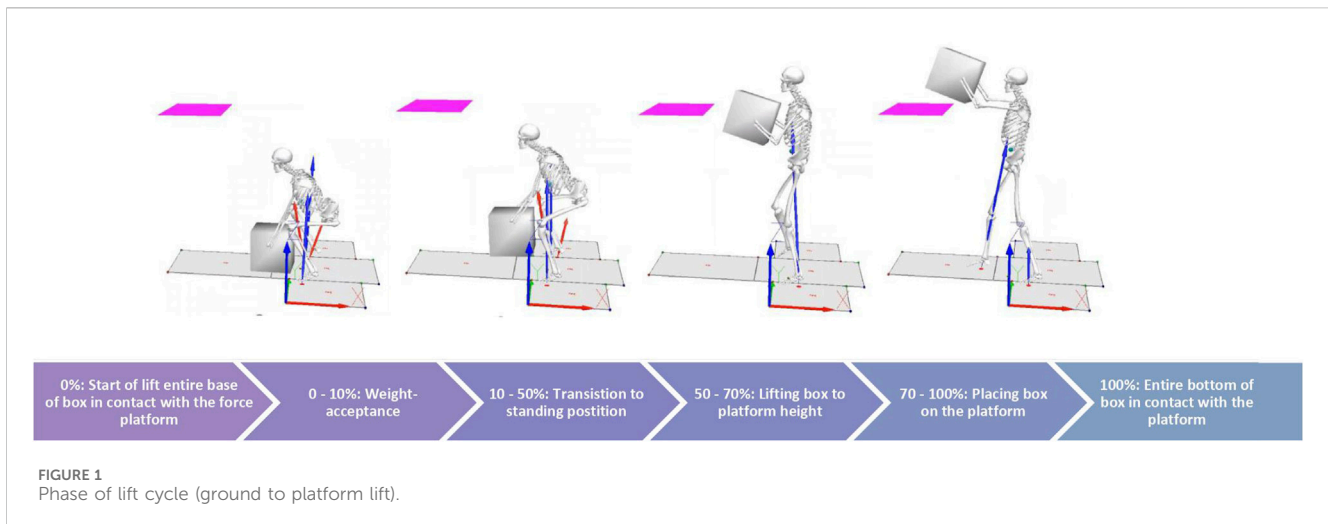 0%: Start of lift entire base
of box in contact with the force
platform
0 - 10%: Weight-
acceptance
10 - 50%: Transistion to
standing postition
50 - 70%: Lifting box to
platform height
70 - 100%: Placing box
on the platform
100%: Entire bottom of
box in contact with the
platform
FIGURE 1
Phase of lift cycle (ground to platform lift).